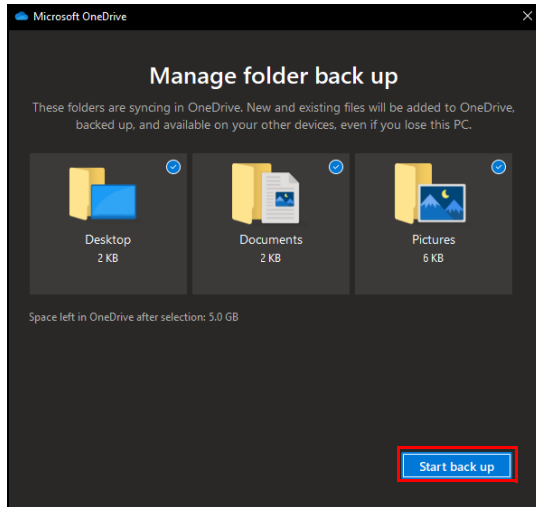 Microsoft OneDrive
Manage folder back up
These folders are syncing in OneDrive. New and existing files will be added to OneDrive,
backed up, and available on your other devices, even if you lose this PC.
Desktop
2 KB
Documents
2 KB
Pictures
6 KB
Space left in OneDrive after selection: 5.0 GB
Start back up